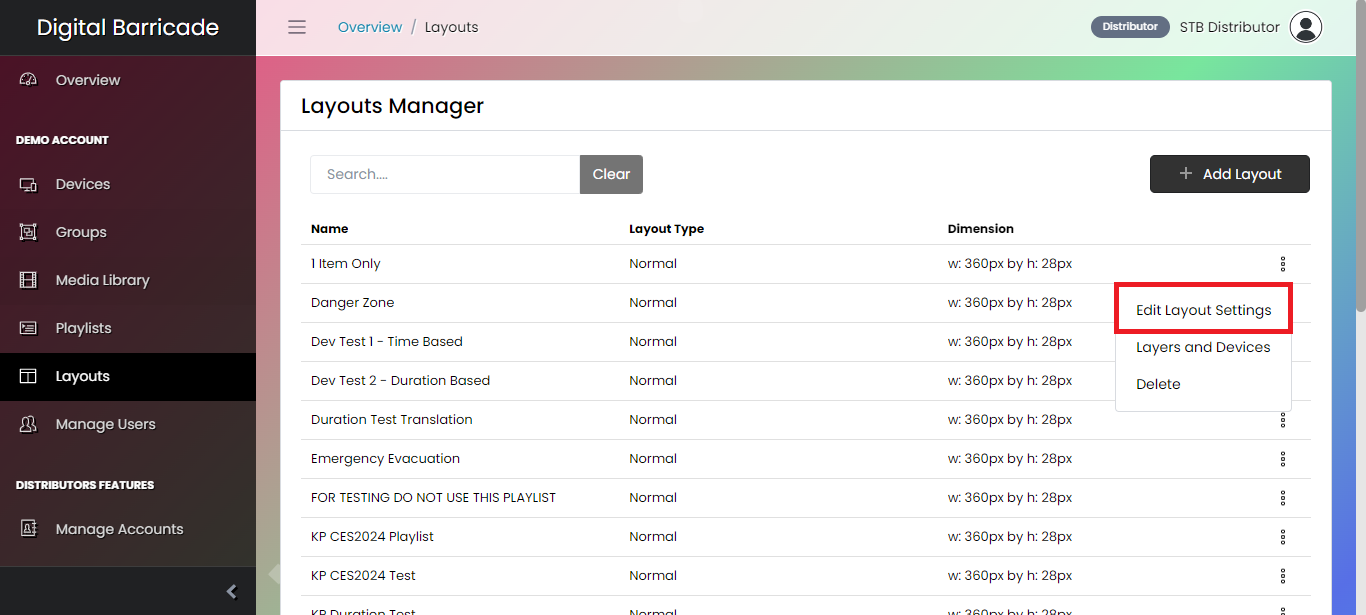 Digital Barricade
Overview / Layouts
Distributor STB Distributor
Overview
DEMO ACCOUNT
Devices
Groups
Media Library
Playlists
Layouts
Manage Users
DISTRIBUTORS FEATURES
Manage Accounts
Layouts Manager
Search....
Clear
+ Add Layout
Name Layout Type Dimension
1 Item Only Normal w: 360px by h: 28px
Danger Zone Normal w: 360px by h: 28px
Dev Test 1 - Time Based Normal w: 360px by h: 28px
Dev Test 2 - Duration Based Normal w: 360px by h: 28px
Duration Test Translation Normal w: 360px by h: 28px
Emergency Evacuation Normal w: 360px by h: 28px
FOR TESTING DO NOT USE THIS PLAYLIST Normal w: 360px by h: 28px
KP CES2024 Playlist Normal w: 360px by h: 28px
KP CES2024 Test Normal w: 360px by h: 28px
KP Duration Test Normal w: 360px by h: 28px
Edit Layout Settings
Layers and Devices
Delete